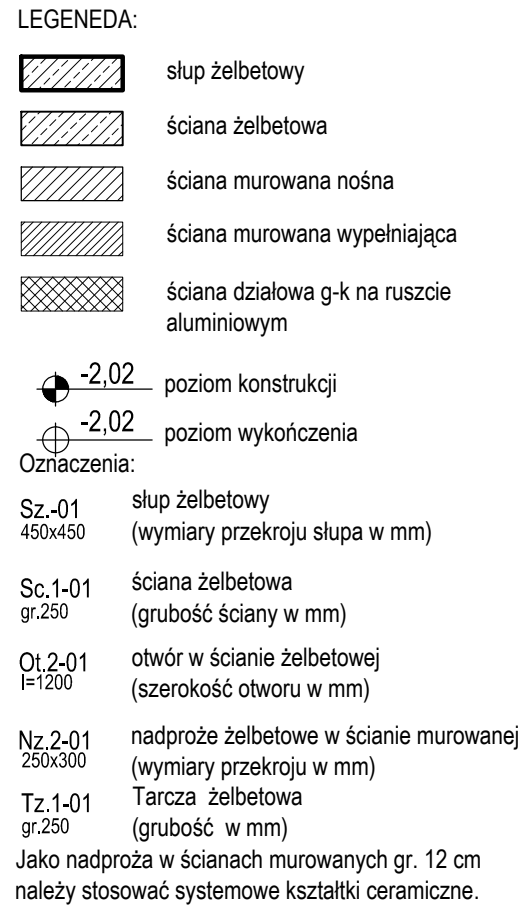 LEGENEDA:
słup żelbetowy
ściana żelbetowa
ściana murowana nośna
ściana murowana wypełniająca
ściana działowa g-k na ruszcie
aluminiowym
-2,02 poziom konstrukcji
-2,02 poziom wykończenia
Oznaczenia:
Sz.-01 słup żelbetowy
450x450 (wymiary przekroju słupa w mm)
Sc.1-01 ściana żelbetowa
gr.250 (grubość ściany w mm)
Ot.2-01 otwór w ścianie żelbetowej
l=1200 (szerokość otworu w mm)
Nz.2-01 nadproże żelbetowe w ścianie murowanej
250x300 (wymiary przekroju w mm)
Tz.1-01 Tarcza żelbetowa
gr.250 (grubość w mm)
Jako nadproża w ścianach murowanych gr. 12 cm
należy stosować systemowe kształtki ceramiczne.